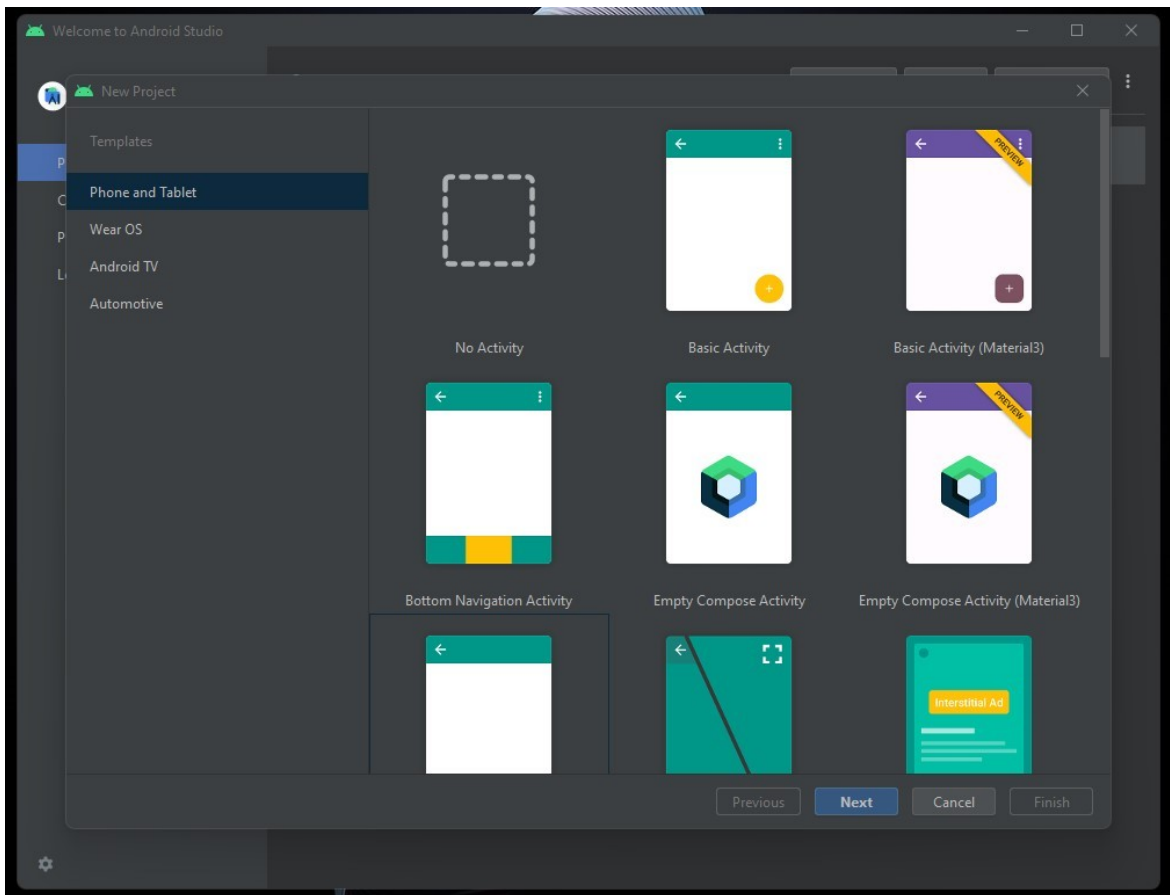 Welcome to Android Studio
New Project
Templates
Phone and Tablet
Wear OS
Android TV
Automotive
PREVIEW
No Activity
Basic Activity
Basic Activity (Material3)
PREVIEW
Bottom Navigation Activity
Empty Compose Activity
Empty Compose Activity (Material3)
Interstitial Ad
Previous
Next
Cancel
Finish